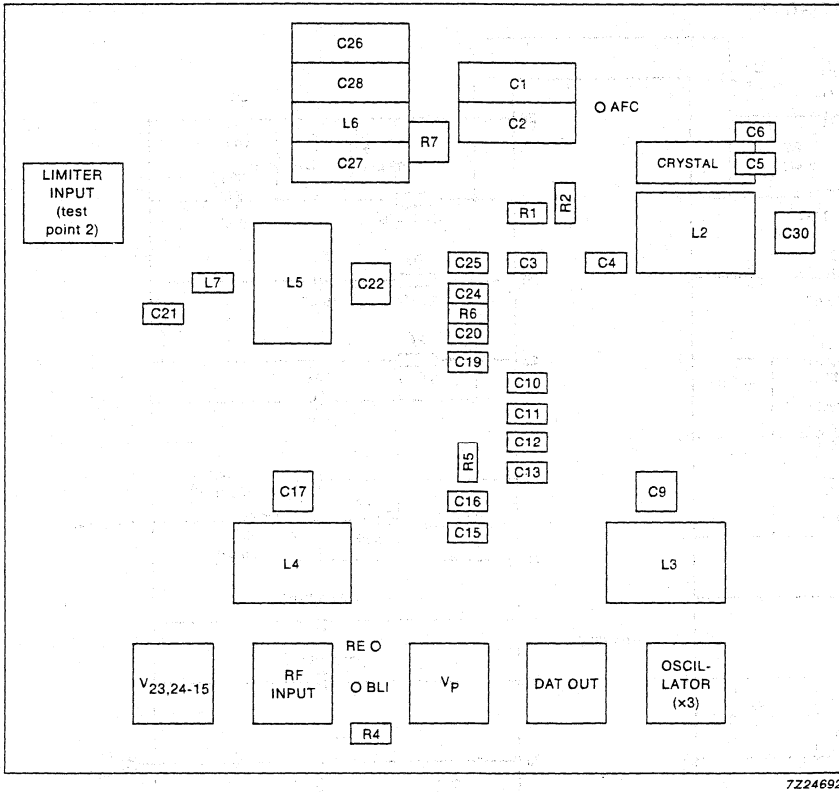 C26
C28
C1
L6
C2
AFC
R7
C6
C27
CRYSTAL
C5
LIMITER
INPUT
(test
point 2)
R1
R2
L2
C30
C25
C3
C4
L7
L5
C22
C24
C21
R6
C20
C19
C10
C11
C12
R5
C13
C17
C16
C9
C15
L4
L3
RE
V23,24-15
RF
INPUT
BLI
VP
DAT OUT
OSCIL-
LATOR
(x3)
R4
7Z24692